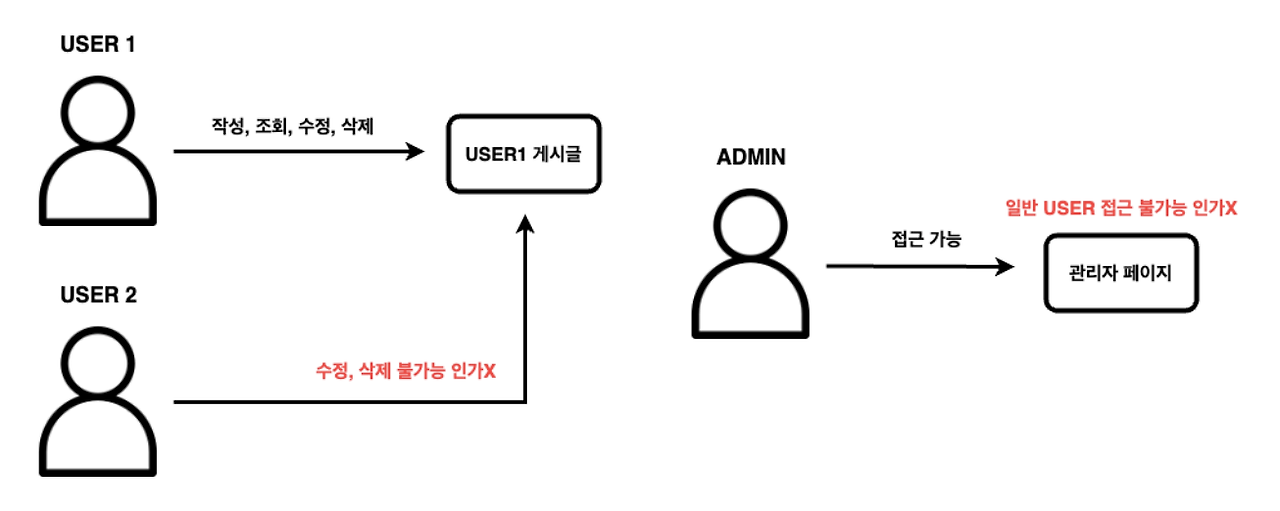 USER 1
작성, 조회, 수정, 삭제
USER1 게시글
USER 2
수정, 삭제 불가능 인가X
ADMIN
접근 가능
일반 USER 접근 불가능 인가X
관리자 페이지